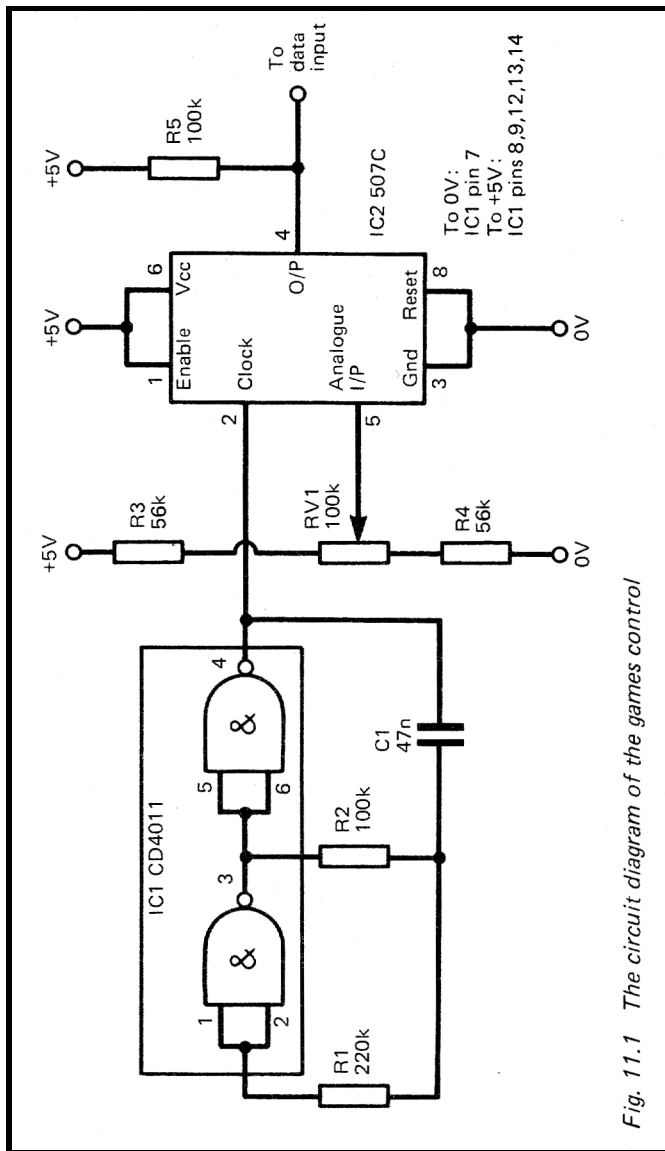 +5V
R5
100k
To
data
input
+5V
1
6
Enable
Vcc
2
Clock
O/P
4
IC2 507C
Analogue
I/P
5
Gnd
Reset
3
8
0V
To 0V:
IC1 pin 7
To +5V:
IC1 pins 8,9,12,13,14
+5V
R3
56k
RV1
100k
R4
56k
0V
IC1 CD4011
1
2
&
3
5
6
&
4
R1
220k
R2
100k
C1
47n
Fig. 11.1 The circuit diagram of the games control